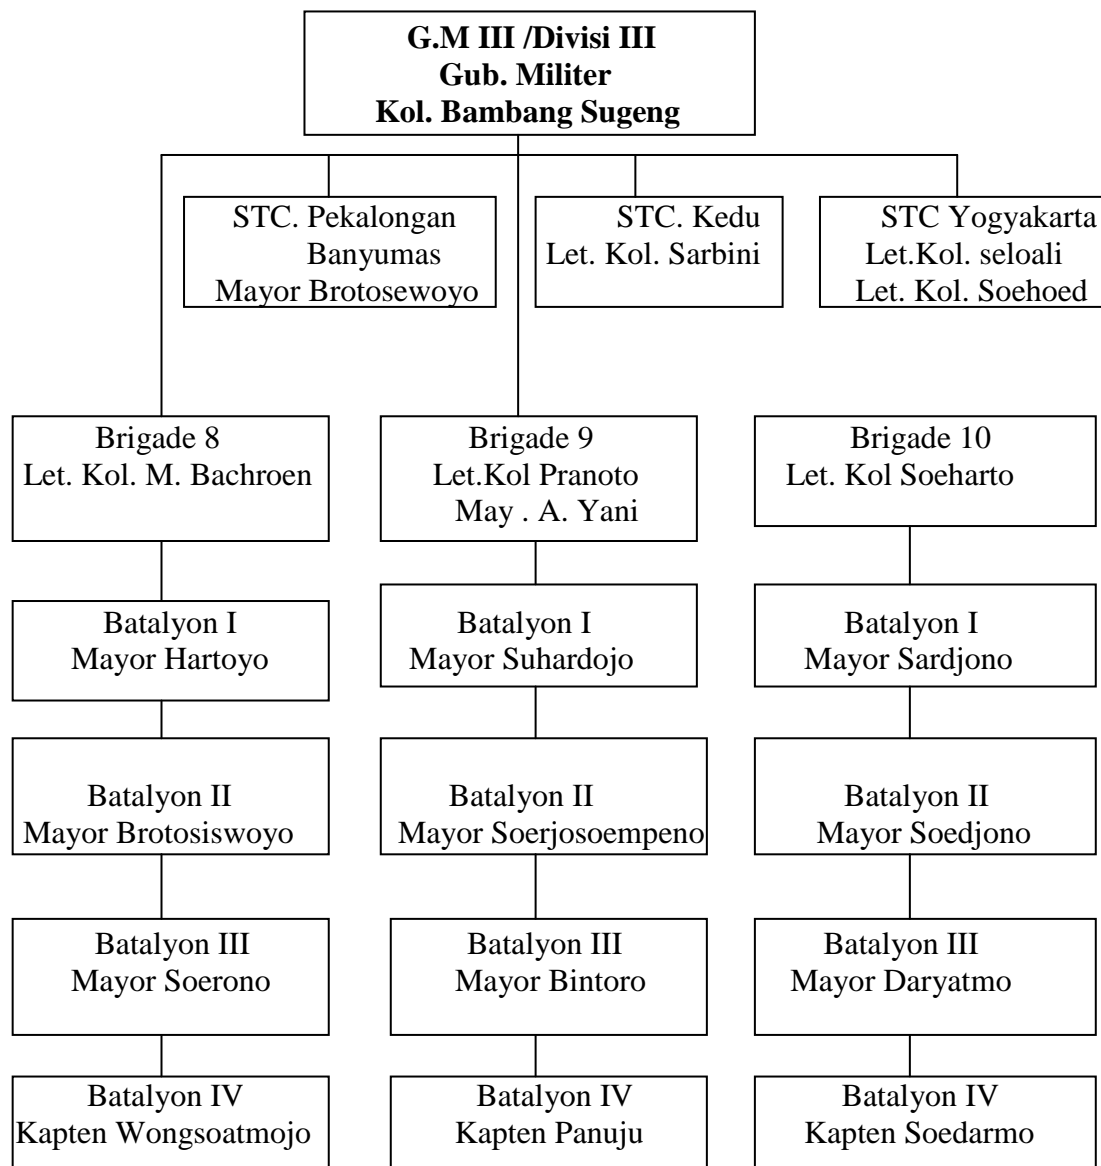 G.M III /Divisi III
Gub. Militer
Kol. Bambang Sugeng
STC. Pekalongan
Banyumas
Mayor Brotosewoyo
STC. Kedu
Let. Kol. Sarbini
STC Yogyakarta
Let.Kol. seloali
Let. Kol. Soehoed
Brigade 8
Let. Kol. M. Bachroen
Brigade 9
Let.Kol Pranoto
May . A. Yani
Brigade 10
Let. Kol Soeharto
Batalyon I
Mayor Hartoyo
Batalyon I
Mayor Suhardojo
Batalyon I
Mayor Sardjono
Batalyon II
Mayor Brotosiswoyo
Batalyon II
Mayor Soerjosoempeno
Batalyon II
Mayor Soedjono
Batalyon III
Mayor Soerono
Batalyon III
Mayor Bintoro
Batalyon III
Mayor Daryatmo
Batalyon IV
Kapten Wongsoatmojo
Batalyon IV
Kapten Panuju
Batalyon IV
Kapten Soedarmo